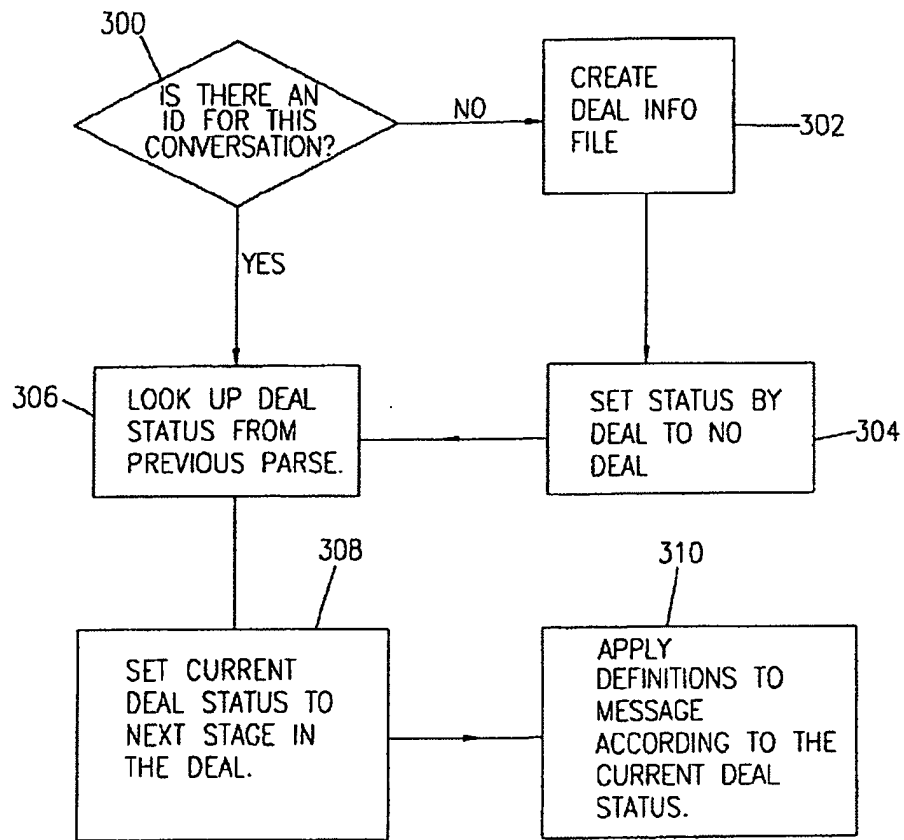 300
IS THERE AN
ID FOR THIS
CONVERSATION?
NO
CREATE
DEAL INFO
FILE
302
YES
306
LOOK UP DEAL
STATUS FROM
PREVIOUS PARSE.
SET STATUS BY
DEAL TO NO
DEAL
304
308
SET CURRENT
DEAL STATUS TO
NEXT STAGE IN
THE DEAL.
310
APPLY
DEFINITIONS TO
MESSAGE
ACCORDING TO THE
CURRENT DEAL
STATUS.